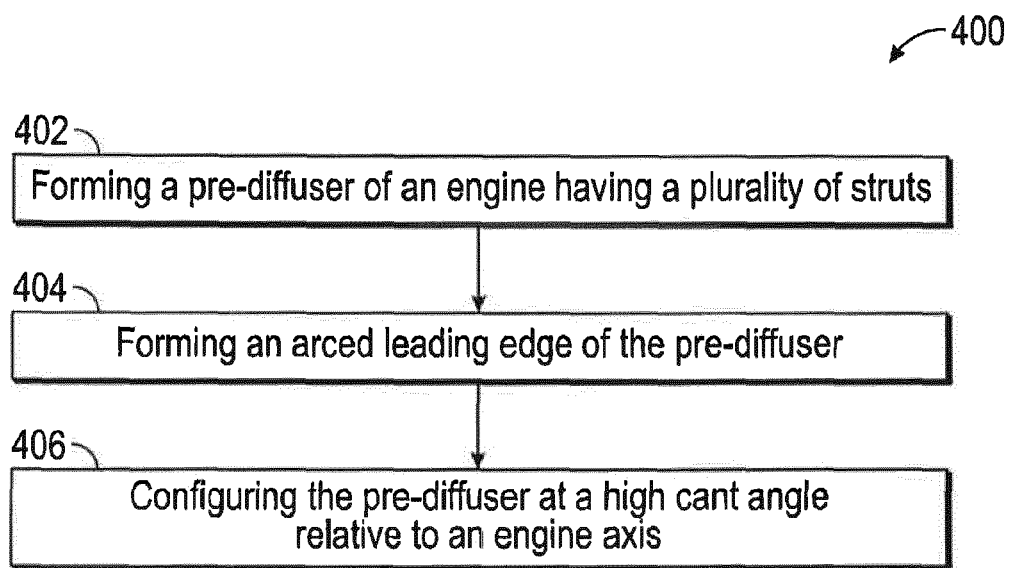 400
402
Forming a pre-diffuser of an engine having a plurality of struts
404
Forming an arced leading edge of the pre-diffuser
406
Configuring the pre-diffuser at a high cant angle
relative to an engine axis